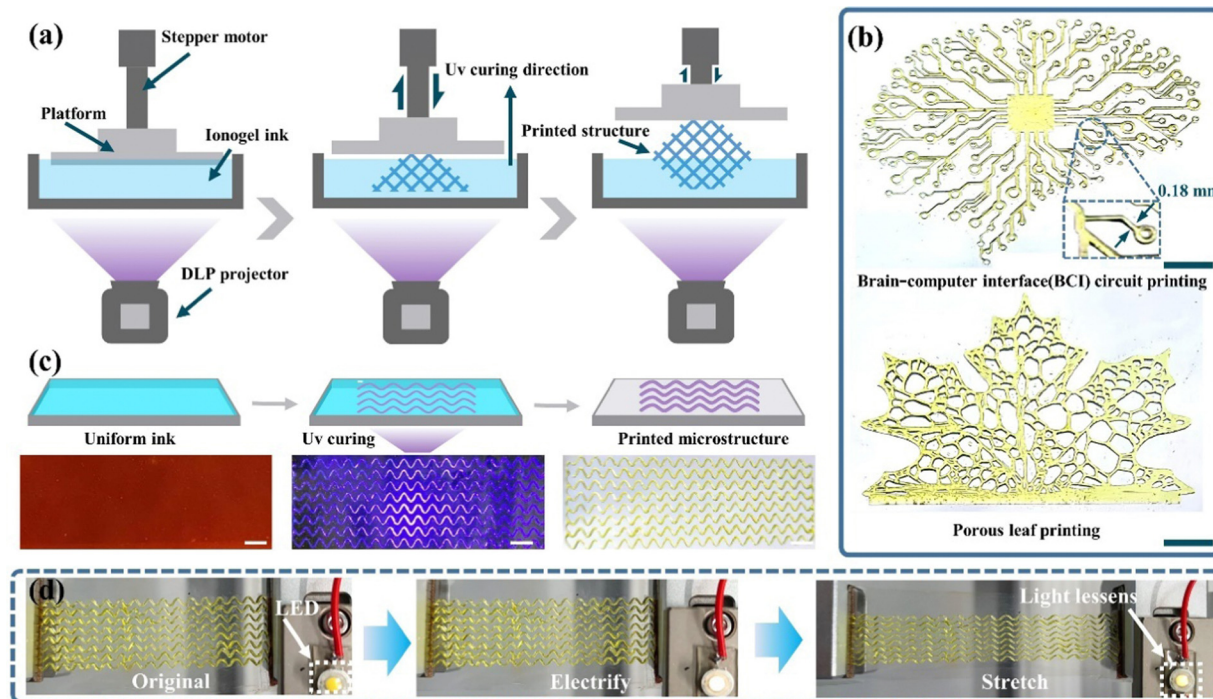 (a)
Stepper motor
Platform
Ionogel ink
DLP projector
Uv curing direction
Printed structure
(b)
0.18 mm
Brain-computer interface(BCI) circuit printing
Porous leaf printing
(c)
Uniform ink
Uv curing
Printed microstructure
(d)
LED
Original
Electrify
Light lessens
Stretch